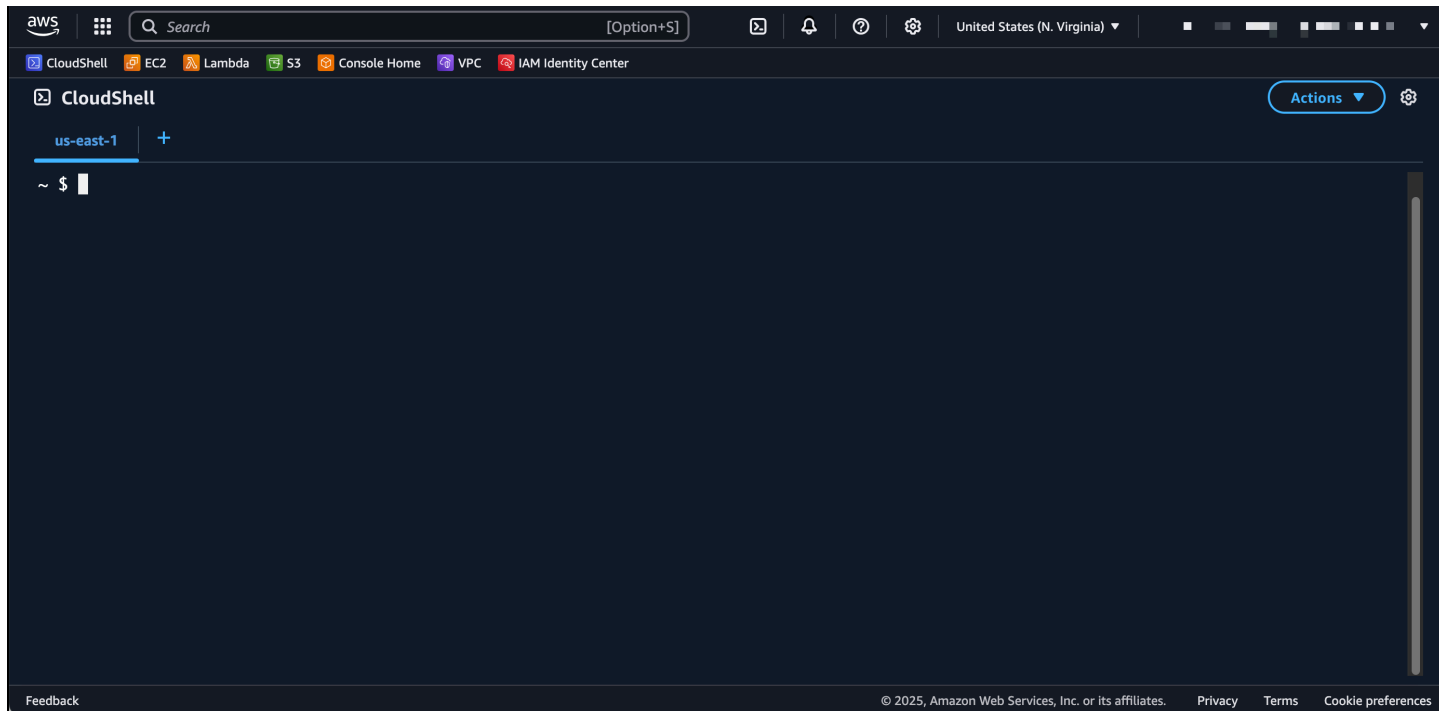 aws Search [Option+S] United States (N. Virginia)
CloudShell EC2 Lambda S3 Console Home VPC IAM Identity Center
CloudShell Actions
us-east-1 +
~ $
Feedback © 2025, Amazon Web Services, Inc. or its affiliates. Privacy Terms Cookie preferences